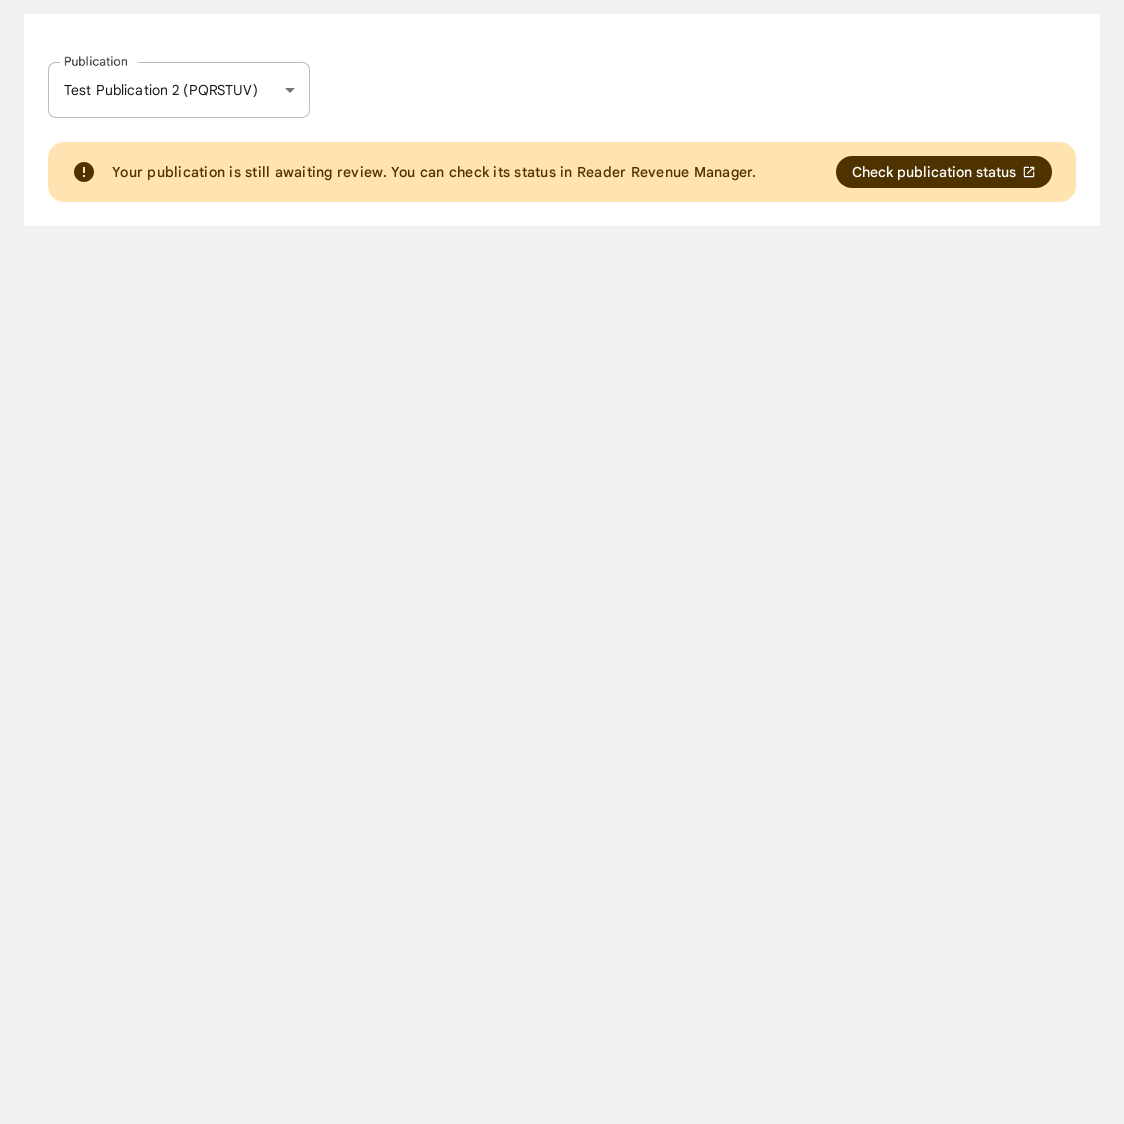 Publication
Test Publication 2 (PQRSTUV)
Your publication is still awaiting review. You can check its status in Reader Revenue Manager.
Check publication status